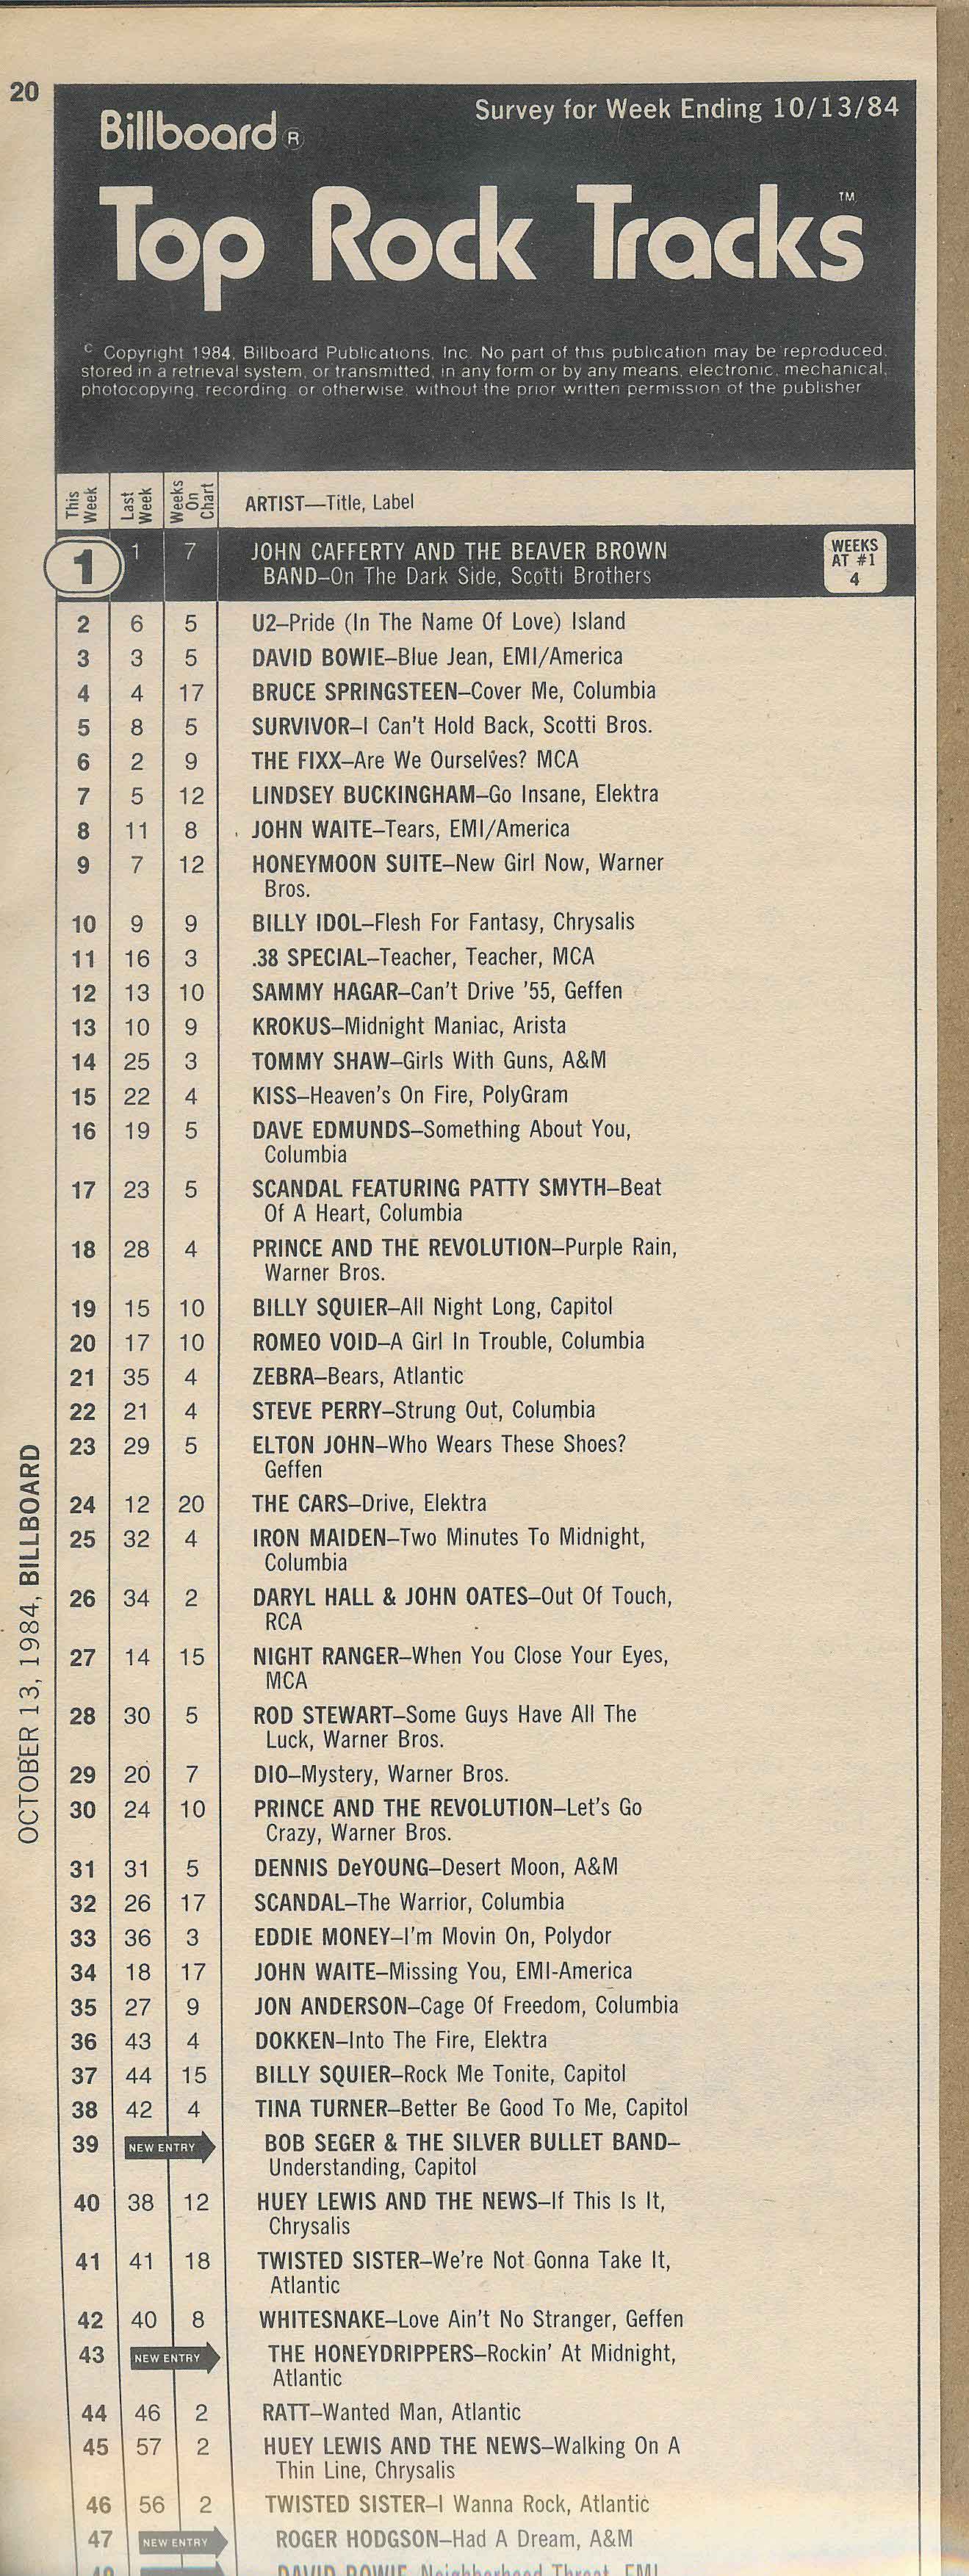 20
Billboard ®
Survey for Week Ending 10/13/84
Top Rock Tracks™
© Copyright 1984, Billboard Publications, Inc. No part of this publication may be reproduced,
stored in a retrieval system, or transmitted, in any form or by any means, electronic, mechanical,
photocopying, recording, or otherwise, without the prior written permission of the publisher
This Week Last Week Weeks On Chart ARTIST—Title, Label
1 1 7 JOHN CAFFERTY AND THE BEAVER BROWN
BAND–On The Dark Side, Scotti Brothers
WEEKS
AT #1
4
2 6 5 U2–Pride (In The Name Of Love) Island
3 3 5 DAVID BOWIE–Blue Jean, EMI/America
4 4 17 BRUCE SPRINGSTEEN–Cover Me, Columbia
5 8 5 SURVIVOR–I Can't Hold Back, Scotti Bros.
6 2 9 THE FIXX–Are We Ourselves? MCA
7 5 12 LINDSEY BUCKINGHAM–Go Insane, Elektra
8 11 8 JOHN WAITE–Tears, EMI/America
9 7 12 HONEYMOON SUITE–New Girl Now, Warner
Bros.
10 9 9 BILLY IDOL–Flesh For Fantasy, Chrysalis
11 16 3 .38 SPECIAL–Teacher, Teacher, MCA
12 13 10 SAMMY HAGAR–Can't Drive '55, Geffen
13 10 9 KROKUS–Midnight Maniac, Arista
14 25 3 TOMMY SHAW–Girls With Guns, A&M
15 22 4 KISS–Heaven's On Fire, PolyGram
16 19 5 DAVE EDMUNDS–Something About You,
Columbia
17 23 5 SCANDAL FEATURING PATTY SMYTH–Beat
Of A Heart, Columbia
18 28 4 PRINCE AND THE REVOLUTION–Purple Rain,
Warner Bros.
19 15 10 BILLY SQUIER–All Night Long, Capitol
20 17 10 ROMEO VOID–A Girl In Trouble, Columbia
21 35 4 ZEBRA–Bears, Atlantic
22 21 4 STEVE PERRY–Strung Out, Columbia
23 29 5 ELTON JOHN–Who Wears These Shoes?
Geffen
24 12 20 THE CARS–Drive, Elektra
25 32 4 IRON MAIDEN–Two Minutes To Midnight,
Columbia
26 34 2 DARYL HALL & JOHN OATES–Out Of Touch,
RCA
27 14 15 NIGHT RANGER–When You Close Your Eyes,
MCA
28 30 5 ROD STEWART–Some Guys Have All The
Luck, Warner Bros.
29 20 7 DIO–Mystery, Warner Bros.
30 24 10 PRINCE AND THE REVOLUTION–Let's Go
Crazy, Warner Bros.
31 31 5 DENNIS DeYOUNG–Desert Moon, A&M
32 26 17 SCANDAL–The Warrior, Columbia
33 36 3 EDDIE MONEY–I'm Movin On, Polydor
34 18 17 JOHN WAITE–Missing You, EMI-America
35 27 9 JON ANDERSON–Cage Of Freedom, Columbia
36 43 4 DOKKEN–Into The Fire, Elektra
37 44 15 BILLY SQUIER–Rock Me Tonite, Capitol
38 42 4 TINA TURNER–Better Be Good To Me, Capitol
39 NEW ENTRY BOB SEGER & THE SILVER BULLET BAND–
Understanding, Capitol
40 38 12 HUEY LEWIS AND THE NEWS–If This Is It,
Chrysalis
41 41 18 TWISTED SISTER–We're Not Gonna Take It,
Atlantic
42 40 8 WHITESNAKE–Love Ain't No Stranger, Geffen
43 NEW ENTRY THE HONEYDRIPPERS–Rockin' At Midnight,
Atlantic
44 46 2 RATT–Wanted Man, Atlantic
45 57 2 HUEY LEWIS AND THE NEWS–Walking On A
Thin Line, Chrysalis
46 56 2 TWISTED SISTER–I Wanna Rock, Atlantic
47 NEW ENTRY ROGER HODGSON–Had A Dream, A&M
48 DAVID BOWIE–Neighborhood Threat, EMI
OCTOBER 13, 1984, BILLBOARD